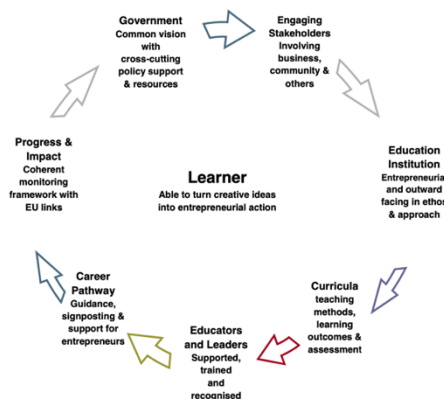 Government
Common vision
with
cross-cutting
policy support
& resources
Engaging
Stakeholders
Involving
business,
community &
others
Education
Institution
Entrepreneurial
and outward
facing in ethos
& approach
Curricula
teaching
methods,
learning
outcomes &
assessment
Educators
and Leaders
Supported,
trained
and
recognised
Career
Pathway
Guidance,
signposting &
support for
entrepreneurs
Progress &
Impact
Coherent
monitoring
framework with
EU links
Learner
Able to turn creative ideas
into entrepreneurial action